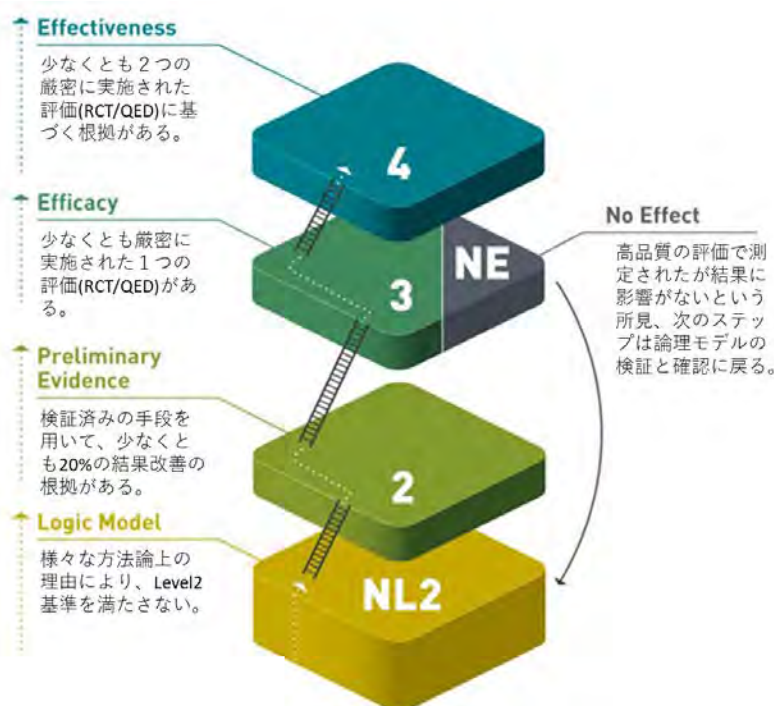 Effectiveness
少なくとも２つの
厳密に実施された
評価(RCT/QED)に基
づく根拠がある。
4
Efficacy
少なくとも厳密に
実施された１つの
評価(RCT/QED)があ
る。
3
NE
No Effect
高品質の評価で測
定されたが結果に
影響がないという
所見、次のステッ
プは論理モデルの
検証と確認に戻る。
Preliminary
Evidence
検証済みの手段を
用いて、少なくと
も20%の結果改善の
根拠がある。
2
Logic Model
様々な方法論上の
理由により、Level2
基準を満たさない。
NL2